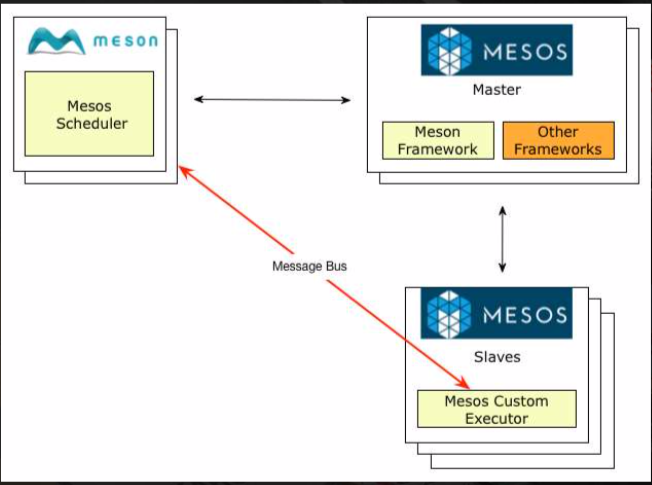 meson
Mesos
Scheduler
MESOS
Master
Meson
Framework
Other
Frameworks
Message Bus
MESOS
Slaves
Mesos Custom
Executor